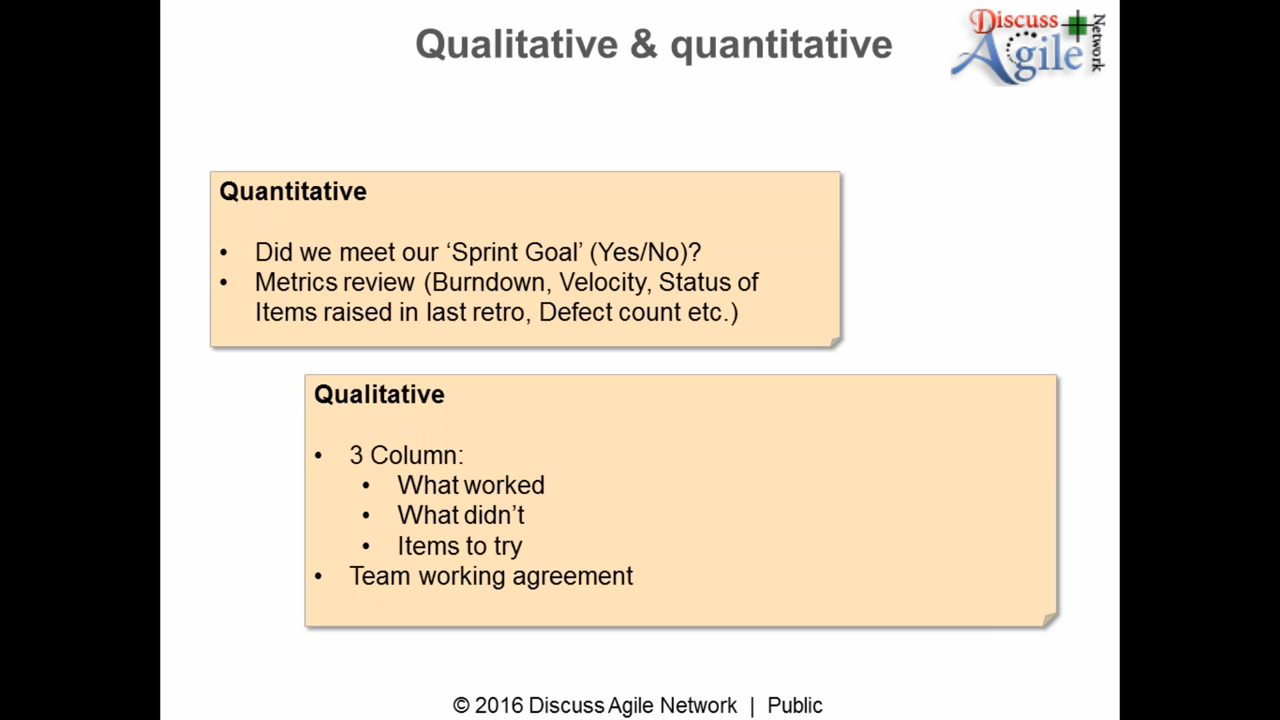 Qualitative & quantitative
Discuss
Agile
Network
Quantitative
• Did we meet our ‘Sprint Goal’ (Yes/No)?
• Metrics review (Burndown, Velocity, Status of
Items raised in last retro, Defect count etc.)
Qualitative
• 3 Column:
• What worked
• What didn’t
• Items to try
• Team working agreement
© 2016 Discuss Agile Network | Public